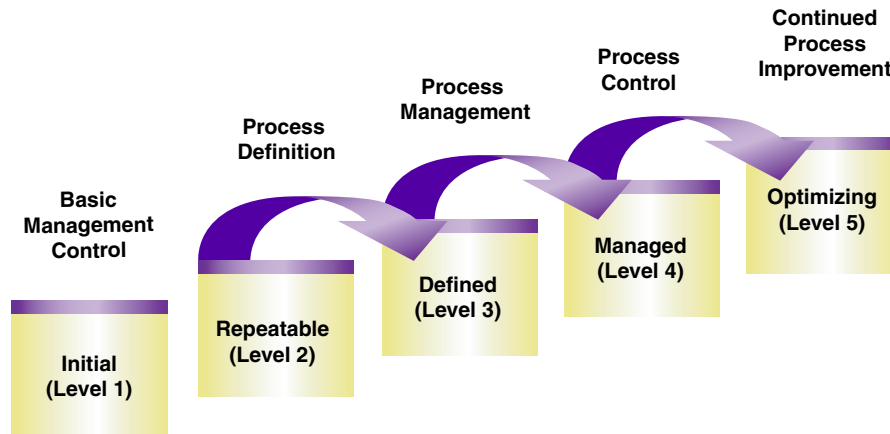 Basic
Management
Control
Initial
(Level 1)
Process
Definition
Repeatable
(Level 2)
Process
Management
Defined
(Level 3)
Process
Control
Managed
(Level 4)
Continued
Process
Improvement
Optimizing
(Level 5)